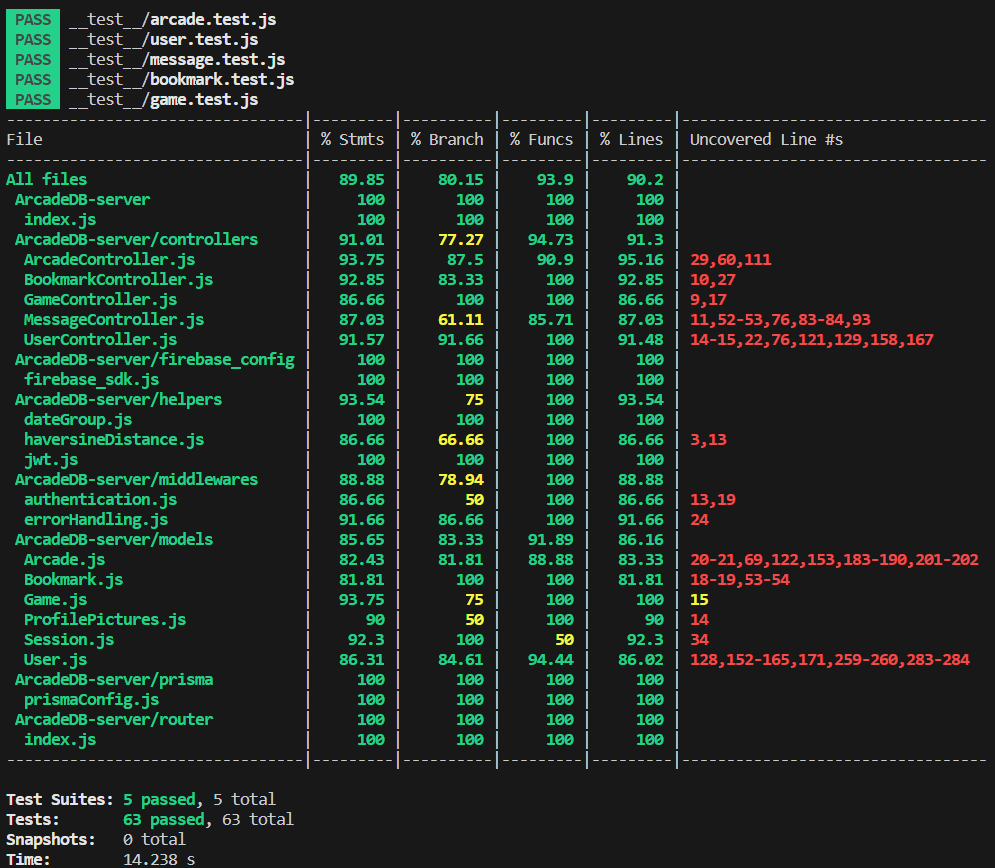 PASS __test__/arcade.test.js
PASS __test__/user.test.js
PASS __test__/message.test.js
PASS __test__/bookmark.test.js
PASS __test__/game.test.js
---------------------------------|---------|----------|---------|---------|----------------------------------
File | % Stmts | % Branch | % Funcs | % Lines | Uncovered Line #s
---------------------------------|---------|----------|---------|---------|----------------------------------
All files | 89.85 | 80.15 | 93.9 | 90.2 |
ArcadeDB-server | 100 | 100 | 100 | 100 |
index.js | 100 | 100 | 100 | 100 |
ArcadeDB-server/controllers | 91.01 | 77.27 | 94.73 | 91.3 |
ArcadeController.js | 93.75 | 87.5 | 90.9 | 95.16 | 29,60,111
BookmarkController.js | 92.85 | 83.33 | 100 | 92.85 | 10,27
GameController.js | 86.66 | 100 | 100 | 86.66 | 9,17
MessageController.js | 87.03 | 61.11 | 85.71 | 87.03 | 11,52-53,76,83-84,93
UserController.js | 91.57 | 91.66 | 100 | 91.48 | 14-15,22,76,121,129,158,167
ArcadeDB-server/firebase_config | 100 | 100 | 100 | 100 |
firebase_sdk.js | 100 | 100 | 100 | 100 |
ArcadeDB-server/helpers | 93.54 | 75 | 100 | 93.54 |
dateGroup.js | 100 | 100 | 100 | 100 |
haversineDistance.js | 86.66 | 66.66 | 100 | 86.66 | 3,13
jwt.js | 100 | 100 | 100 | 100 |
ArcadeDB-server/middlewares | 88.88 | 78.94 | 100 | 88.88 |
authentication.js | 86.66 | 50 | 100 | 86.66 | 13,19
errorHandling.js | 91.66 | 86.66 | 100 | 91.66 | 24
ArcadeDB-server/models | 85.65 | 83.33 | 91.89 | 86.16 |
Arcade.js | 82.43 | 81.81 | 88.88 | 83.33 | 20-21,69,122,153,183-190,201-202
Bookmark.js | 81.81 | 100 | 100 | 81.81 | 18-19,53-54
Game.js | 93.75 | 75 | 100 | 100 | 15
ProfilePictures.js | 90 | 50 | 100 | 90 | 14
Session.js | 92.3 | 100 | 50 | 92.3 | 34
User.js | 86.31 | 84.61 | 94.44 | 86.02 | 128,152-165,171,259-260,283-284
ArcadeDB-server/prisma | 100 | 100 | 100 | 100 |
prismaConfig.js | 100 | 100 | 100 | 100 |
ArcadeDB-server/router | 100 | 100 | 100 | 100 |
index.js | 100 | 100 | 100 | 100 |
---------------------------------|---------|----------|---------|---------|----------------------------------
Test Suites: 5 passed, 5 total
Tests: 63 passed, 63 total
Snapshots: 0 total
Time: 14.238 s